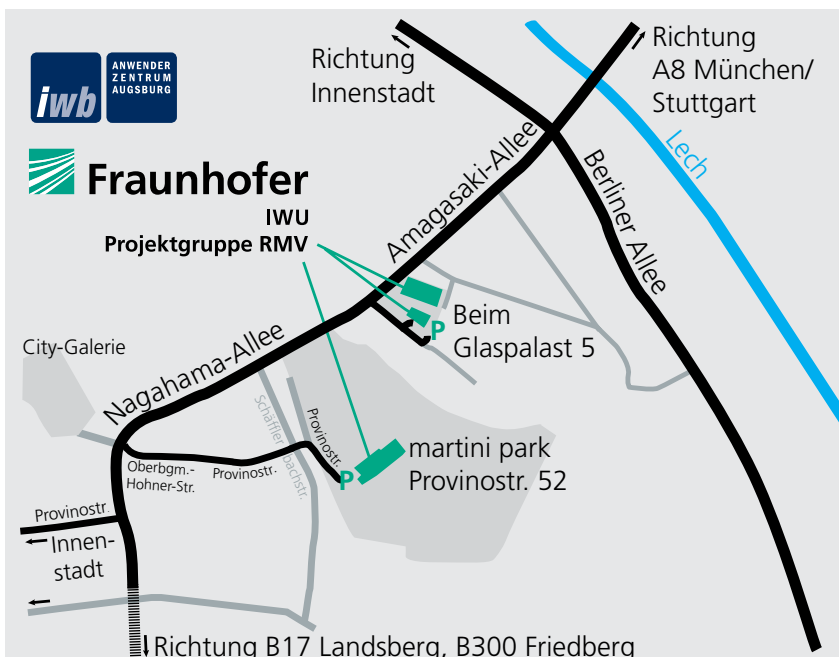 Richtung
Innenstadt
Richtung
A8 München/
Stuttgart
iwb
ANWENDER
ZENTRUM
AUGSBURG
Fraunhofer
IWU
Projektgruppe RMV
Amagasaki-Allee
Berliner Allee
Lech
Beim
Glaspalast 5
P
City-Galerie
Nagahama-Allee
Schäfflerbachstr.
Provinostr.
martini park
Provinostr. 52
P
Oberbgm.-
Hohner-Str.
Provinostr.
Provinostr.
Innen-
stadt
Richtung B17 Landsberg, B300 Friedberg